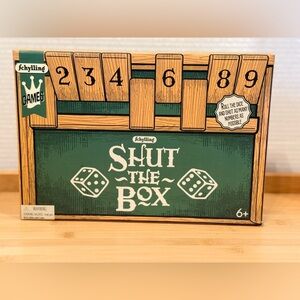 Schylling
GAMES
2 3 4 6 8 9
ROLL THE DICE
AND SHUT AS MANY
NUMBERS AS
POSSIBLE!
Schylling
SHUT
-THE-
BOX
6+